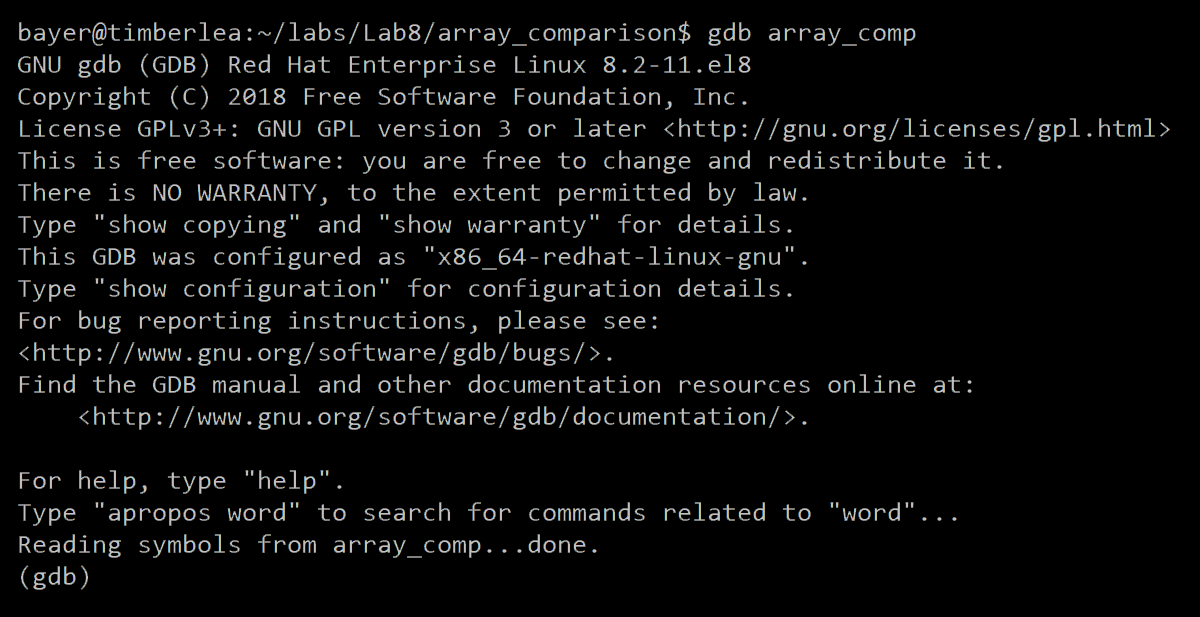 bayer@timberlea:~/labs/Lab8/array_comparison$ gdb array_comp
GNU gdb (GDB) Red Hat Enterprise Linux 8.2-11.el8
Copyright (C) 2018 Free Software Foundation, Inc.
License GPLv3+: GNU GPL version 3 or later <http://gnu.org/licenses/gpl.html>
This is free software: you are free to change and redistribute it.
There is NO WARRANTY, to the extent permitted by law.
Type "show copying" and "show warranty" for details.
This GDB was configured as "x86_64-redhat-linux-gnu".
Type "show configuration" for configuration details.
For bug reporting instructions, please see:
<http://www.gnu.org/software/gdb/bugs/>.
Find the GDB manual and other documentation resources online at:
    <http://www.gnu.org/software/gdb/documentation/>.

For help, type "help".
Type "apropos word" to search for commands related to "word"...
Reading symbols from array_comp...done.
(gdb)